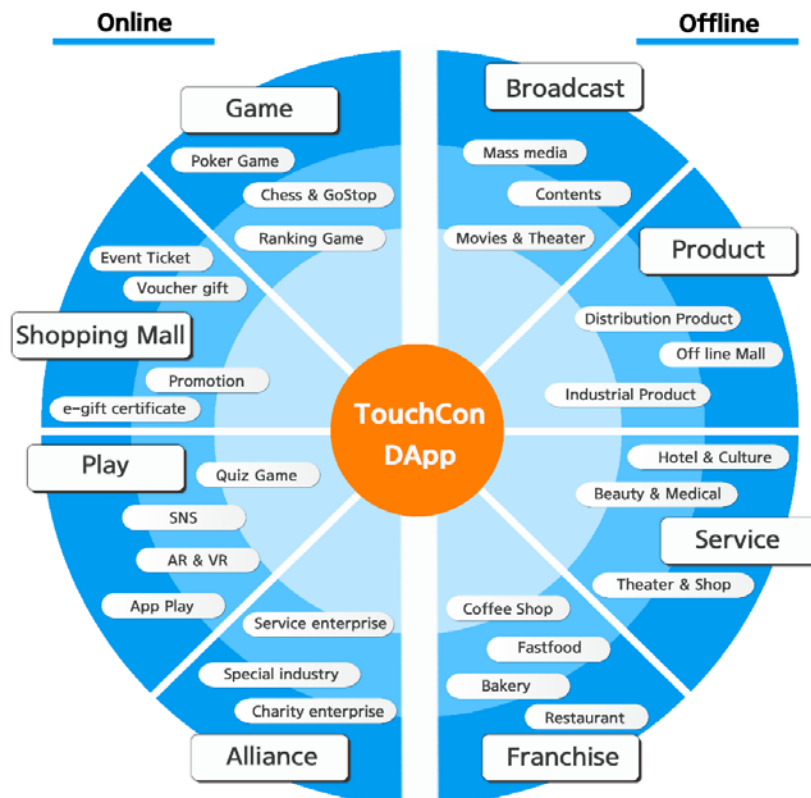 Online
Offline
Game
Poker Game
Chess & GoStop
Ranking Game
Event Ticket
Voucher gift
Shopping Mall
Promotion
e-gift certificate
Play
Quiz Game
SNS
AR & VR
App Play
Service enterprise
Special industry
Charity enterprise
Alliance
TouchCon
DApp
Broadcast
Mass media
Contents
Movies & Theater
Product
Distribution Product
Off line Mall
Industrial Product
Hotel & Culture
Beauty & Medical
Service
Theater & Shop
Coffee Shop
Fastfood
Bakery
Restaurant
Franchise